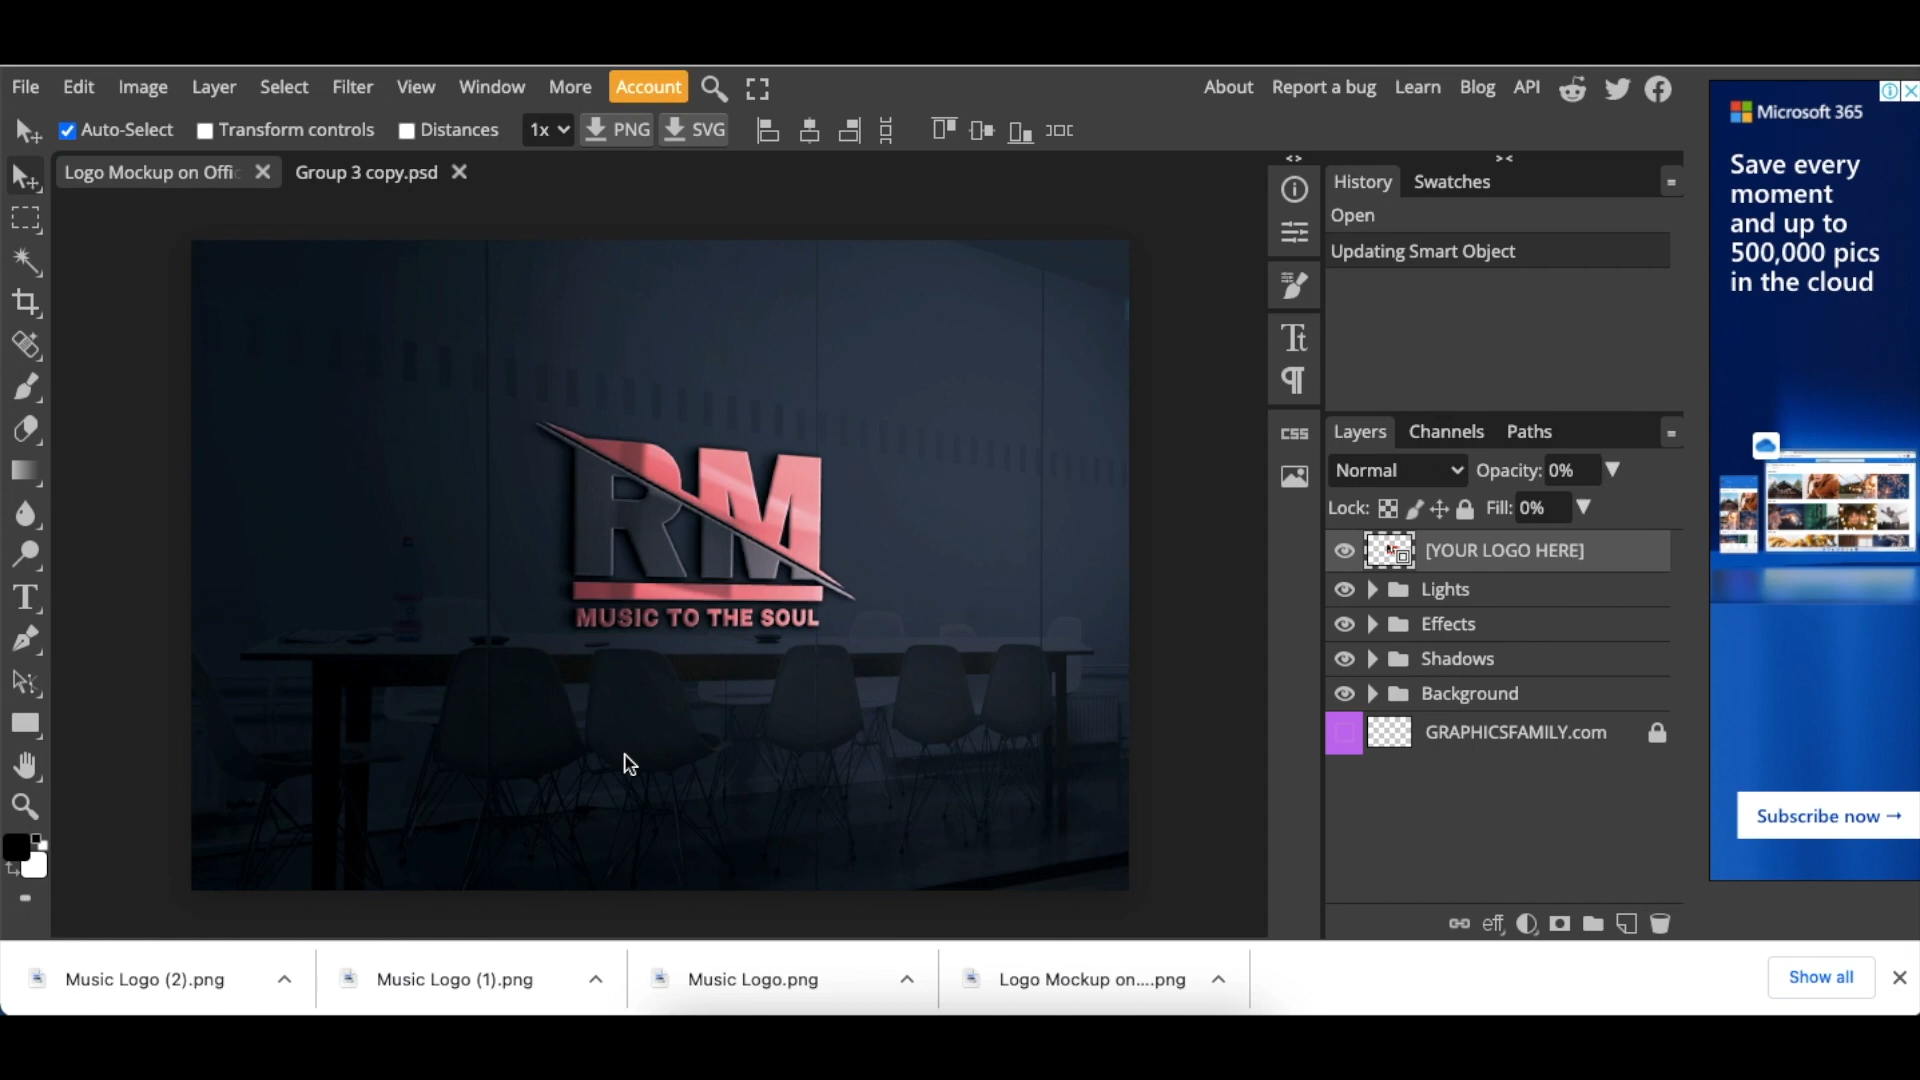 File Edit Image Layer Select Filter View Window More Account About Report a bug Learn Blog API
Auto-Select Transform controls Distances 1x PNG SVG
Logo Mockup on Offi Group 3 copy.psd
History Swatches
Open
Updating Smart Object
RM
MUSIC TO THE SOUL
Tt
CSS
Layers Channels Paths
Normal Opacity: 0%
Lock: Fill: 0%
[YOUR LOGO HERE]
Lights
Effects
Shadows
Background
GRAPHICSFAMILY.com
eff
T
Microsoft 365
Save every
moment
and up to
500,000 pics
in the cloud
Subscribe now →
Music Logo (2).png Music Logo (1).png Music Logo.png Logo Mockup on....png Show all